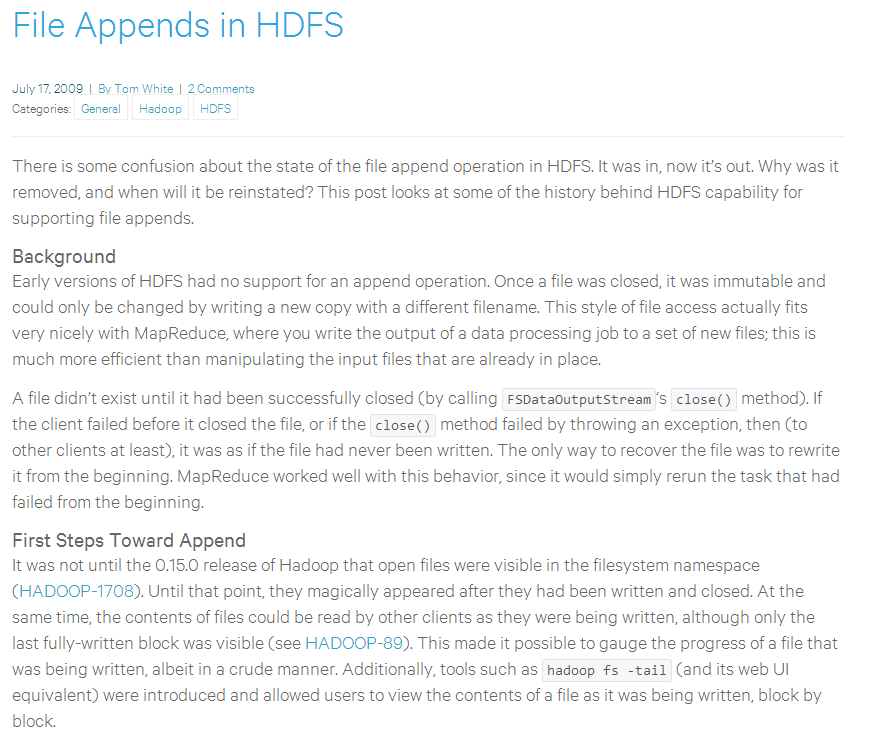 File Appends in HDFS
July 17, 2009 | By Tom White | 2 Comments
Categories: General Hadoop HDFS
There is some confusion about the state of the file append operation in HDFS. It was in, now it's out. Why was it
removed, and when will it be reinstated? This post looks at some of the history behind HDFS capability for
supporting file appends.
Background
Early versions of HDFS had no support for an append operation. Once a file was closed, it was immutable and
could only be changed by writing a new copy with a different filename. This style of file access actually fits
very nicely with MapReduce, where you write the output of a data processing job to a set of new files; this is
much more efficient than manipulating the input files that are already in place.
A file didn't exist until it had been successfully closed (by calling FSDataOutputStream's close() method). If
the client failed before it closed the file, or if the close() method failed by throwing an exception, then (to
other clients at least), it was as if the file had never been written. The only way to recover the file was to rewrite
it from the beginning. MapReduce worked well with this behavior, since it would simply rerun the task that had
failed from the beginning.
First Steps Toward Append
It was not until the 0.15.0 release of Hadoop that open files were visible in the filesystem namespace
(HADOOP-1708). Until that point, they magically appeared after they had been written and closed. At the
same time, the contents of files could be read by other clients as they were being written, although only the
last fully-written block was visible (see HADOOP-89). This made it possible to gauge the progress of a file that
was being written, albeit in a crude manner. Additionally, tools such as hadoop fs -tail (and its web UI
equivalent) were introduced and allowed users to view the contents of a file as it was being written, block by
block.